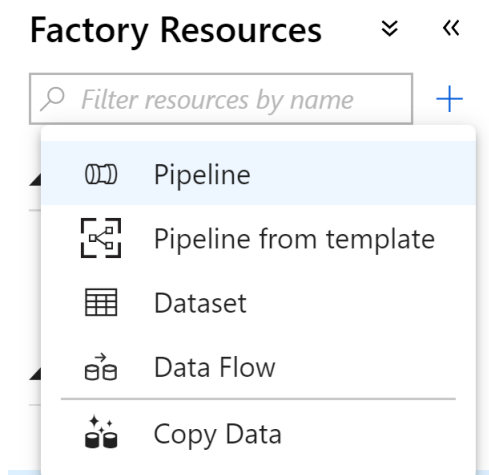 Factory Resources
Filter resources by name
Pipeline
Pipeline from template
Dataset
Data Flow
Copy Data